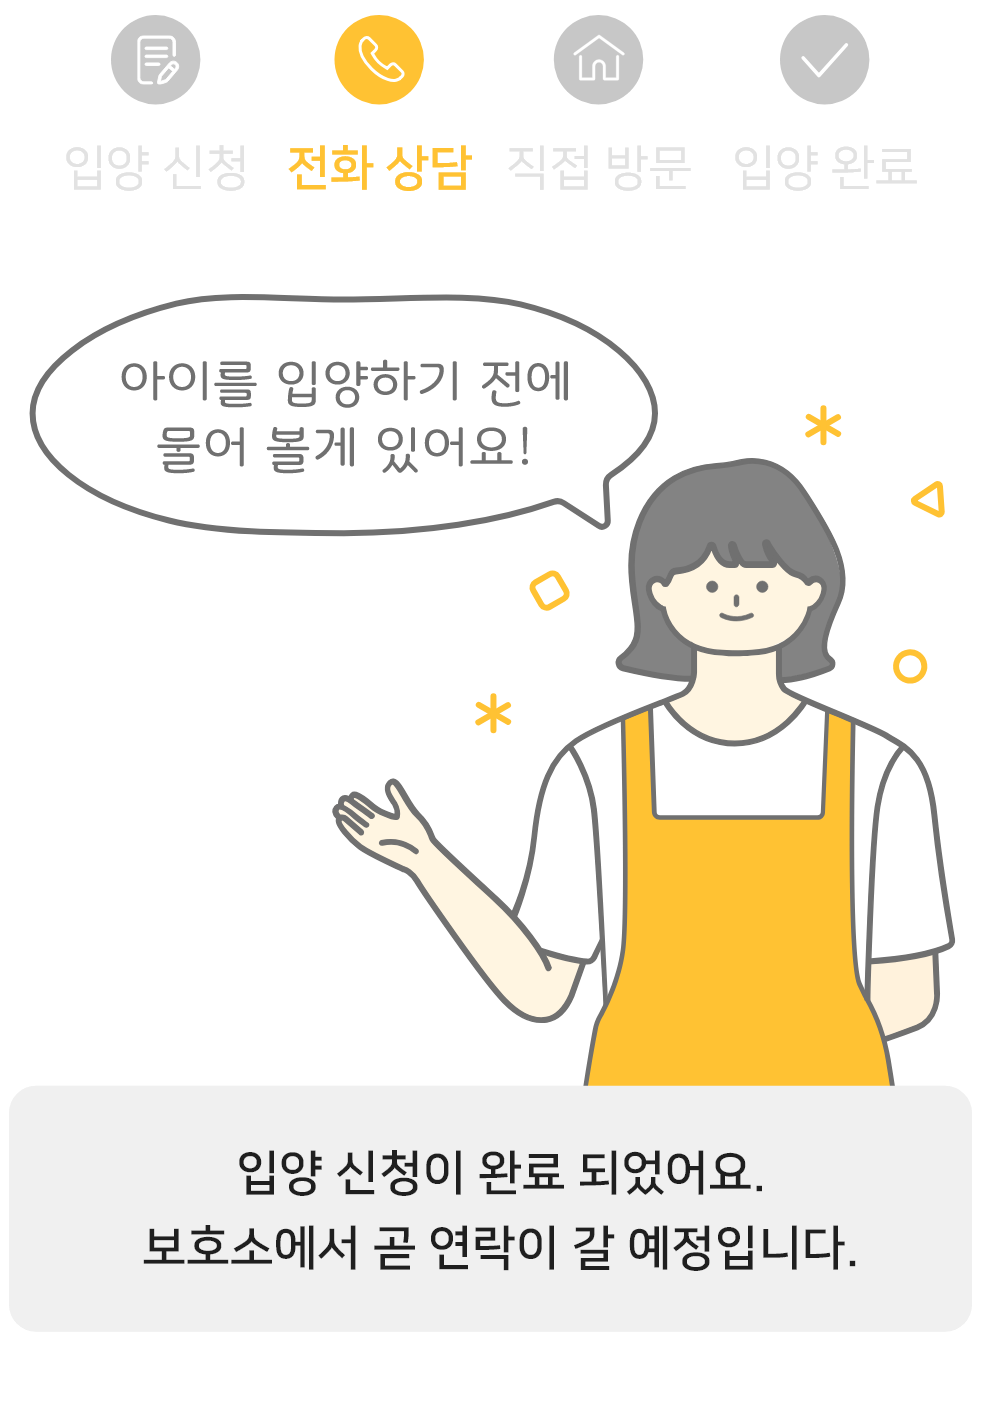 입양 신청 전화 상담 직접 방문 입양 완료
아이를 입양하기 전에
물어 볼게 있어요!
입양 신청이 완료 되었어요.
보호소에서 곧 연락이 갈 예정입니다.